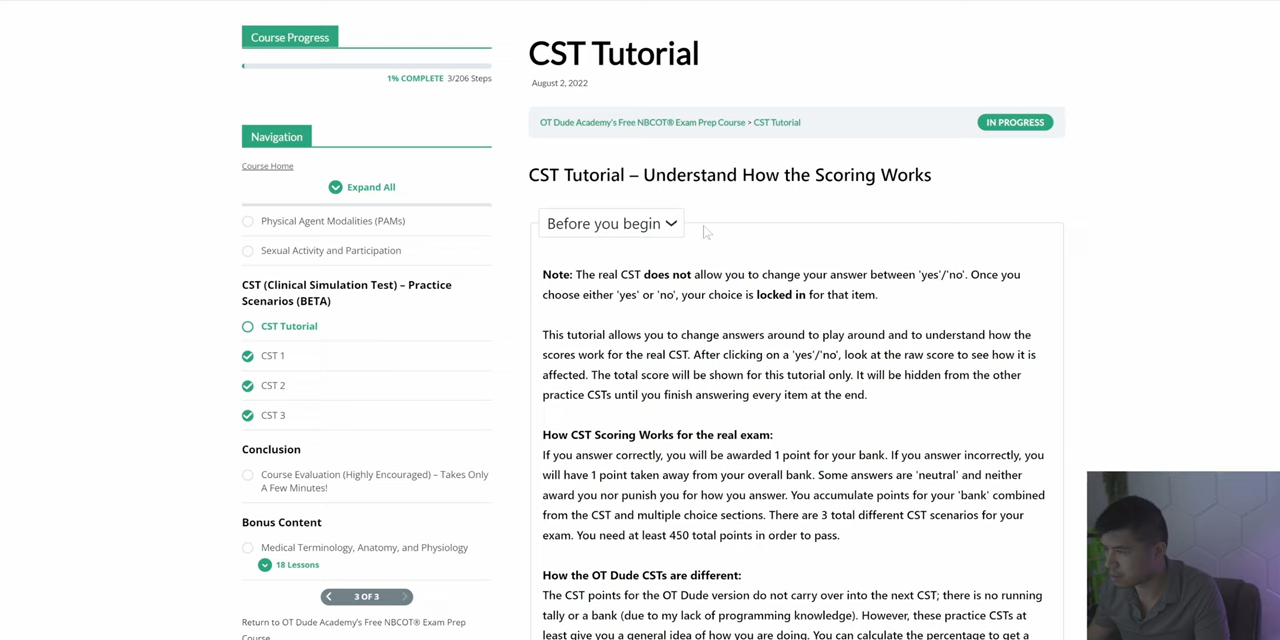 Course Progress
1% COMPLETE 3/206 Steps
Navigation
Course Home
Expand All
Physical Agent Modalities (PAMs)
Sexual Activity and Participation
CST (Clinical Simulation Test) – Practice
Scenarios (BETA)
CST Tutorial
CST 1
CST 2
CST 3
Conclusion
Course Evaluation (Highly Encouraged) – Takes Only
A Few Minutes!
Bonus Content
Medical Terminology, Anatomy, and Physiology
18 Lessons
3 OF 3
Return to OT Dude Academy's Free NBCOT® Exam Prep
Course
CST Tutorial
August 2, 2022
OT Dude Academy's Free NBCOT® Exam Prep Course > CST Tutorial
IN PROGRESS
CST Tutorial – Understand How the Scoring Works
Before you begin
Note: The real CST does not allow you to change your answer between 'yes'/'no'. Once you
choose either 'yes' or 'no', your choice is locked in for that item.
This tutorial allows you to change answers around to play around and to understand how the
scores work for the real CST. After clicking on a 'yes'/'no', look at the raw score to see how it is
affected. The total score will be shown for this tutorial only. It will be hidden from the other
practice CSTs until you finish answering every item at the end.
How CST Scoring Works for the real exam:
If you answer correctly, you will be awarded 1 point for your bank. If you answer incorrectly, you
will have 1 point taken away from your overall bank. Some answers are 'neutral' and neither
award you nor punish you for how you answer. You accumulate points for your 'bank' combined
from the CST and multiple choice sections. There are 3 total different CST scenarios for your
exam. You need at least 450 total points in order to pass.
How the OT Dude CSTs are different:
The CST points for the OT Dude version do not carry over into the next CST; there is no running
tally or a bank (due to my lack of programming knowledge). However, these practice CSTs at
least give you a general idea of how you are doing. You can calculate the percentage to get a